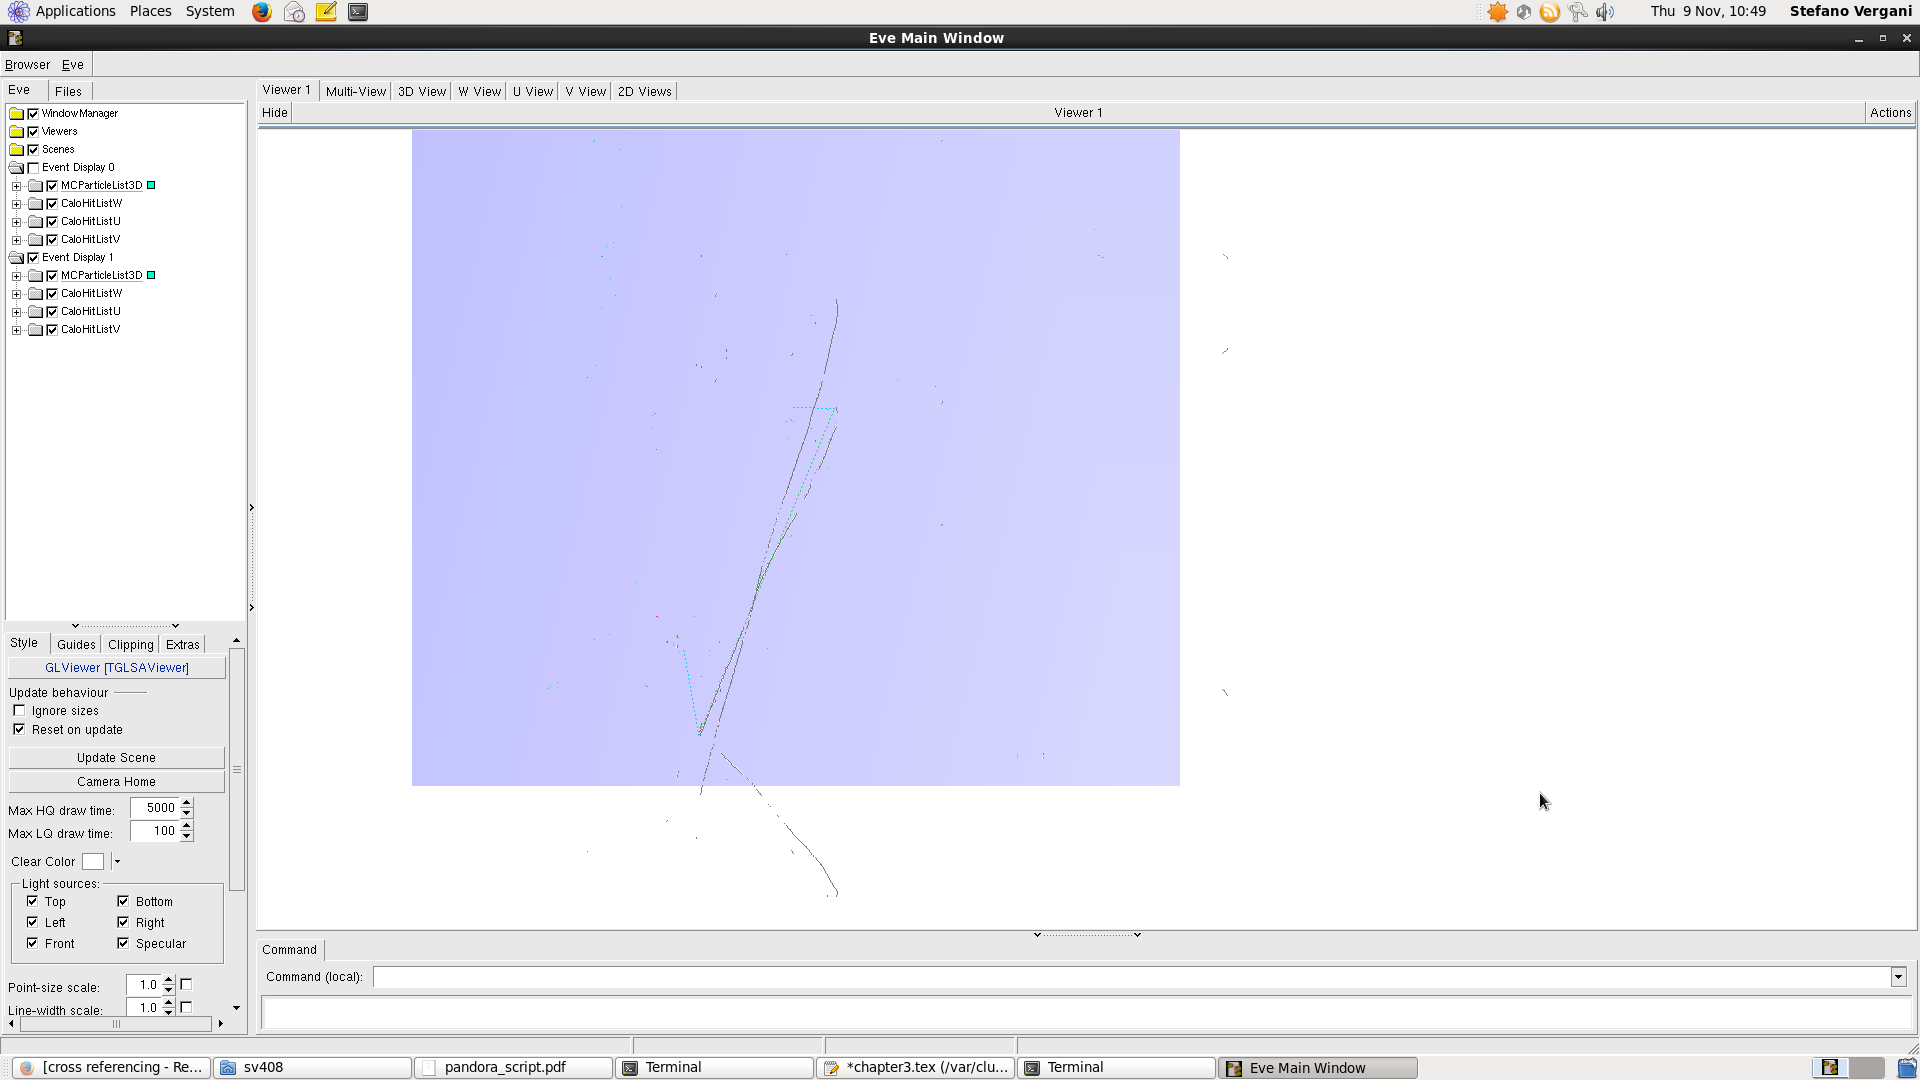 Applications Places System Thu 9 Nov, 10:49 Stefano Vergani
Eve Main Window
Browser Eve
Eve Files
Viewer 1 Multi-View 3D View W View U View V View 2D Views
Hide Viewer 1 Actions
WindowManager
Viewers
Scenes
Event Display 0
MCParticleList3D
CaloHitListW
CaloHitListU
CaloHitListV
Event Display 1
MCParticleList3D
CaloHitListW
CaloHitListU
CaloHitListV
Style Guides Clipping Extras
GLViewer [TGLSAViewer]
Update behaviour
Ignore sizes
Reset on update
Update Scene
Camera Home
Max HQ draw time: 5000
Max LQ draw time: 100
Clear Color
Light sources:
Top Bottom
Left Right
Front Specular
Point-size scale: 1.0
Line-width scale: 1.0
Command
Command (local):
[cross referencing - Re... sv408 pandora_script.pdf Terminal *chapter3.tex (/var/clu... Terminal Eve Main Window